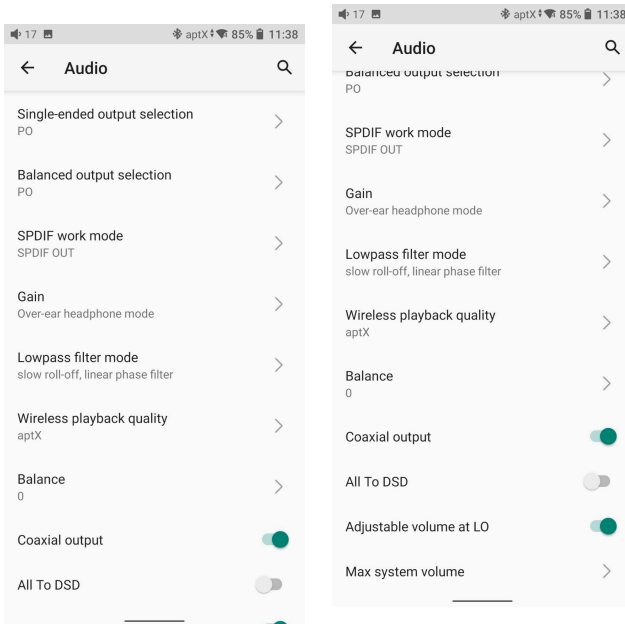 17 aptX 85% 11:38
Audio
Single-ended output selection
PO
Balanced output selection
PO
SPDIF work mode
SPDIF OUT
Gain
Over-ear headphone mode
Lowpass filter mode
slow roll-off, linear phase filter
Wireless playback quality
aptX
Balance
0
Coaxial output
All To DSD
17 aptX 85% 11:38
Audio
Balanced output selection
PO
SPDIF work mode
SPDIF OUT
Gain
Over-ear headphone mode
Lowpass filter mode
slow roll-off, linear phase filter
Wireless playback quality
aptX
Balance
0
Coaxial output
All To DSD
Adjustable volume at LO
Max system volume